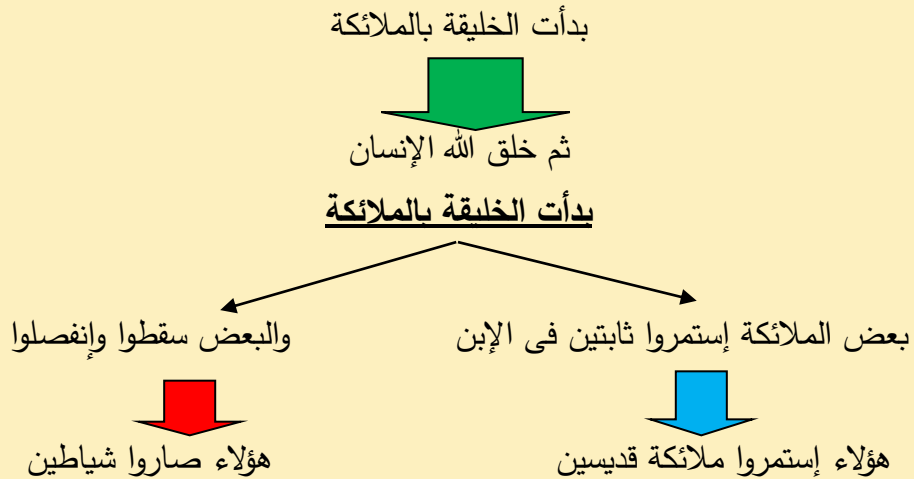 بدأت الخليقة بالملائكة
ثم خلق الله الإنسان
بدأت الخليقة بالملائكة
بعض الملائكة إستمروا ثابتين فى الإبن
والبعض سقطوا وإنفصلوا
هؤلاء إستمروا ملائكة قديسين
هؤلاء صاروا شياطين